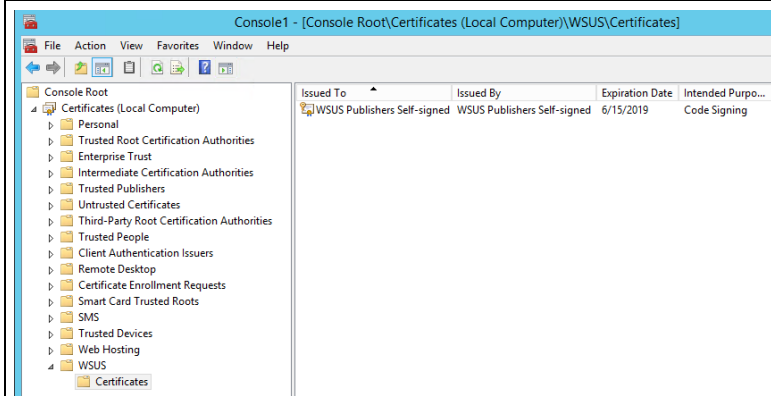 Console1 - [Console Root\Certificates (Local Computer)\WSUS\Certificates]
File Action View Favorites Window Help
Console Root
Certificates (Local Computer)
Personal
Trusted Root Certification Authorities
Enterprise Trust
Intermediate Certification Authorities
Trusted Publishers
Untrusted Certificates
Third-Party Root Certification Authorities
Trusted People
Client Authentication Issuers
Remote Desktop
Certificate Enrollment Requests
Smart Card Trusted Roots
SMS
Trusted Devices
Web Hosting
WSUS
Certificates
Issued To Issued By Expiration Date Intended Purpo...
WSUS Publishers Self-signed WSUS Publishers Self-signed 6/15/2019 Code Signing